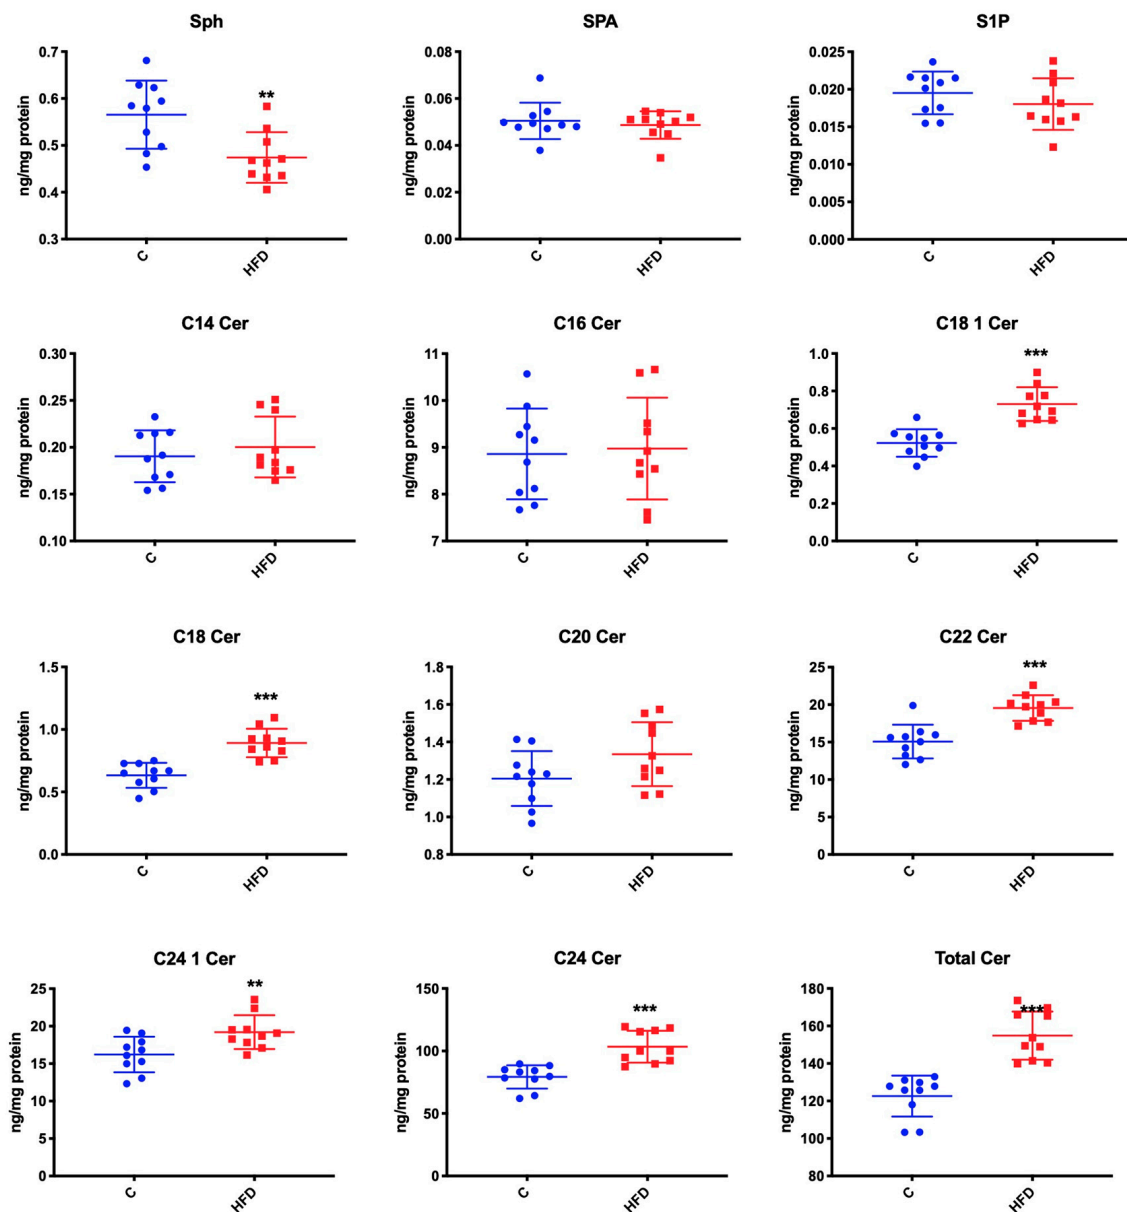 Sph
SPA
S1P
ng/mg protein
0.7
0.6
0.5
0.4
0.3
**
C
HFD
ng/mg protein
0.08
0.06
0.04
0.02
0.00
C
HFD
ng/mg protein
0.025
0.020
0.015
0.010
0.005
0.000
C
HFD
C14 Cer
C16 Cer
C18 1 Cer
ng/mg protein
0.30
0.25
0.20
0.15
0.10
C
HFD
ng/mg protein
11
10
9
8
7
C
HFD
ng/mg protein
1.0
0.8
0.6
0.4
0.2
0.0
***
C
HFD
C18 Cer
C20 Cer
C22 Cer
ng/mg protein
1.5
1.0
0.5
0.0
***
C
HFD
ng/mg protein
1.8
1.6
1.4
1.2
1.0
0.8
C
HFD
ng/mg protein
25
20
15
10
5
0
***
C
HFD
C24 1 Cer
C24 Cer
Total Cer
ng/mg protein
25
20
15
10
5
0
**
C
HFD
ng/mg protein
150
100
50
0
***
C
HFD
ng/mg protein
180
160
140
120
100
80
***
C
HFD